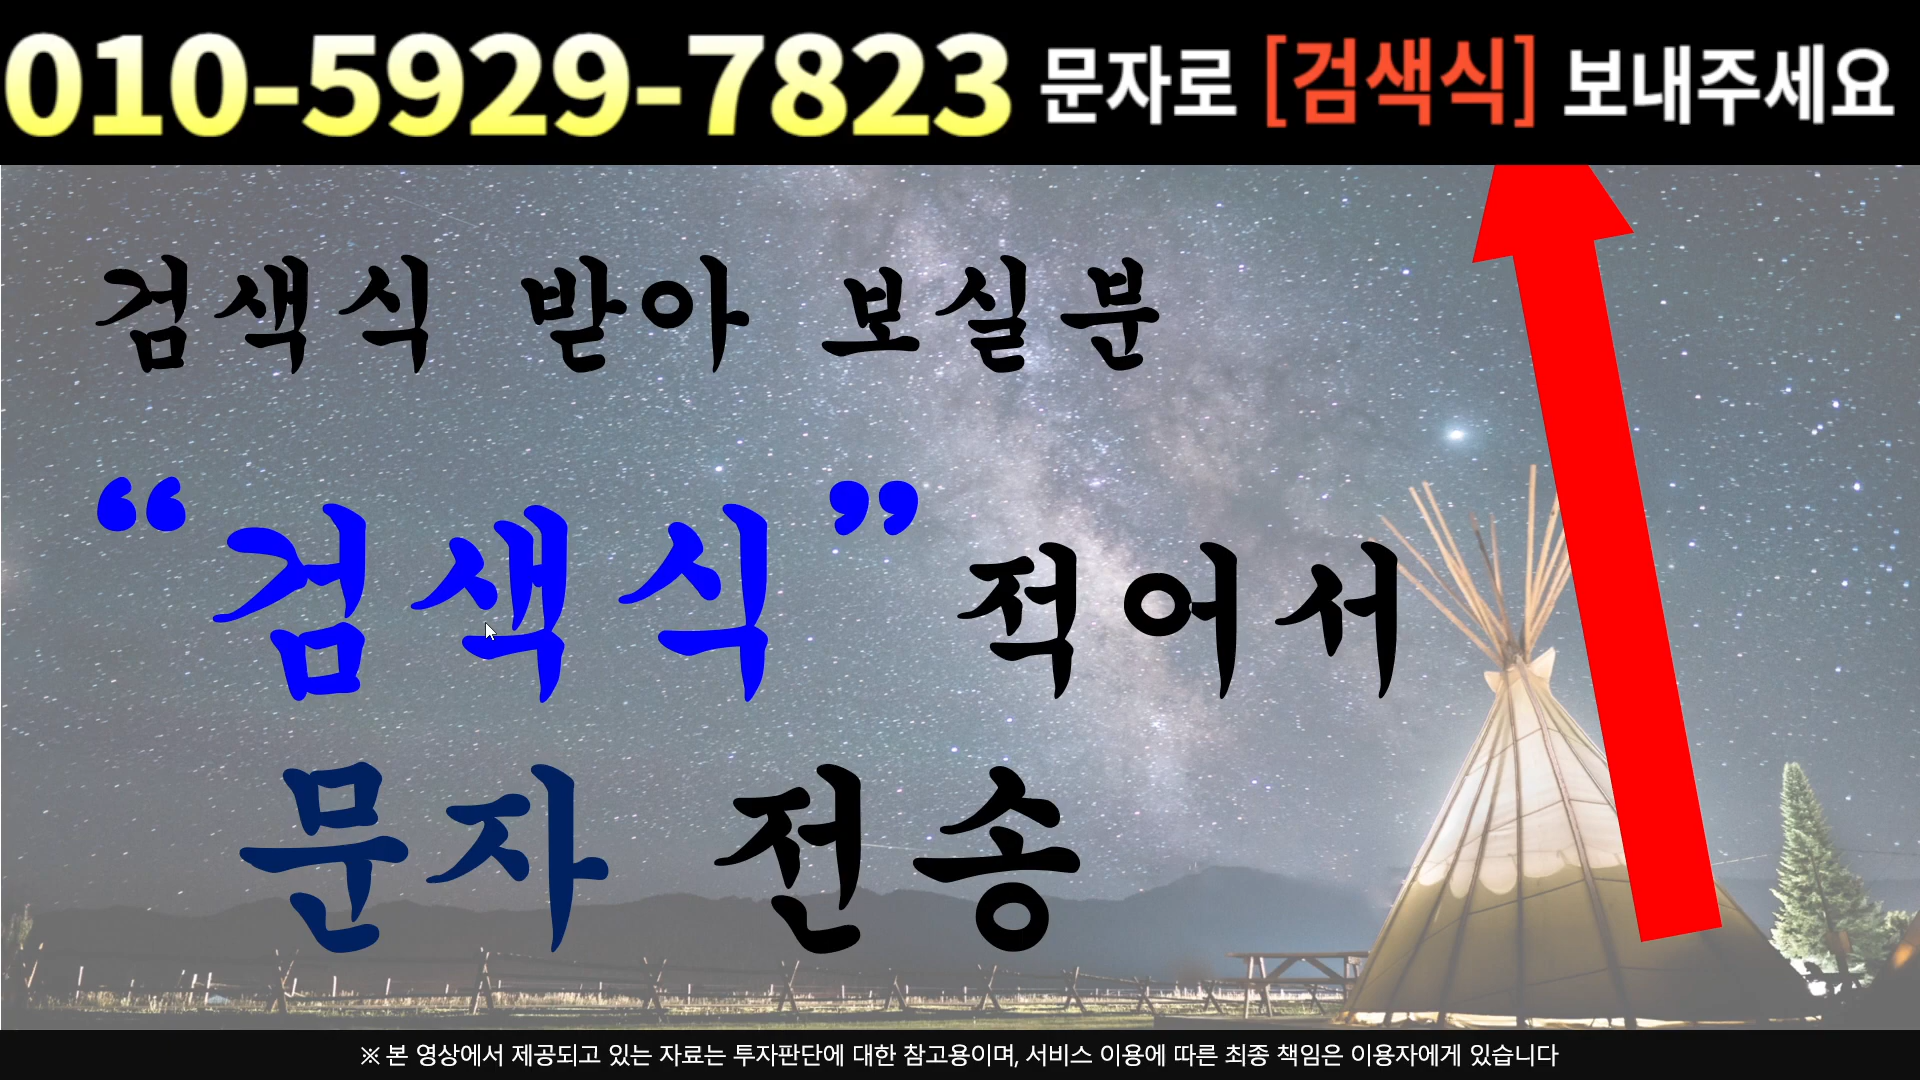 010-5929-7823 문자로 [검색식] 보내주세요
검색식 받아 보실분
“검색식” 적어서
문자 전송
※ 본 영상에서 제공되고 있는 자료는 투자판단에 대한 참고용이며, 서비스 이용에 따른 최종 책임은 이용자에게 있습니다